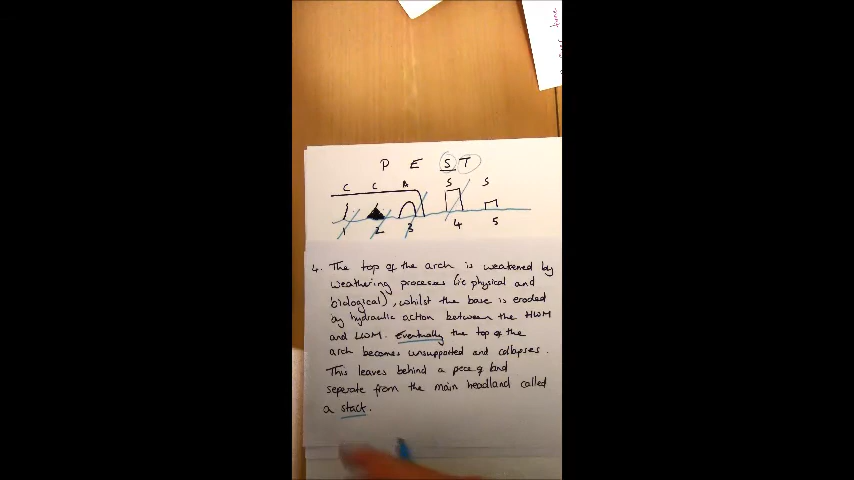 P E S T
C C A S S
1 2 3 4 5
4. The top of the arch is weakened by
weathering processes (ie physical and
biological), whilst the base is eroded
by hydraulic action between the HWM
and LWM. Eventually the top of the
arch becomes unsupported and collapses.
This leaves behind a piece of land
seperate from the main headland called
a stack.
time